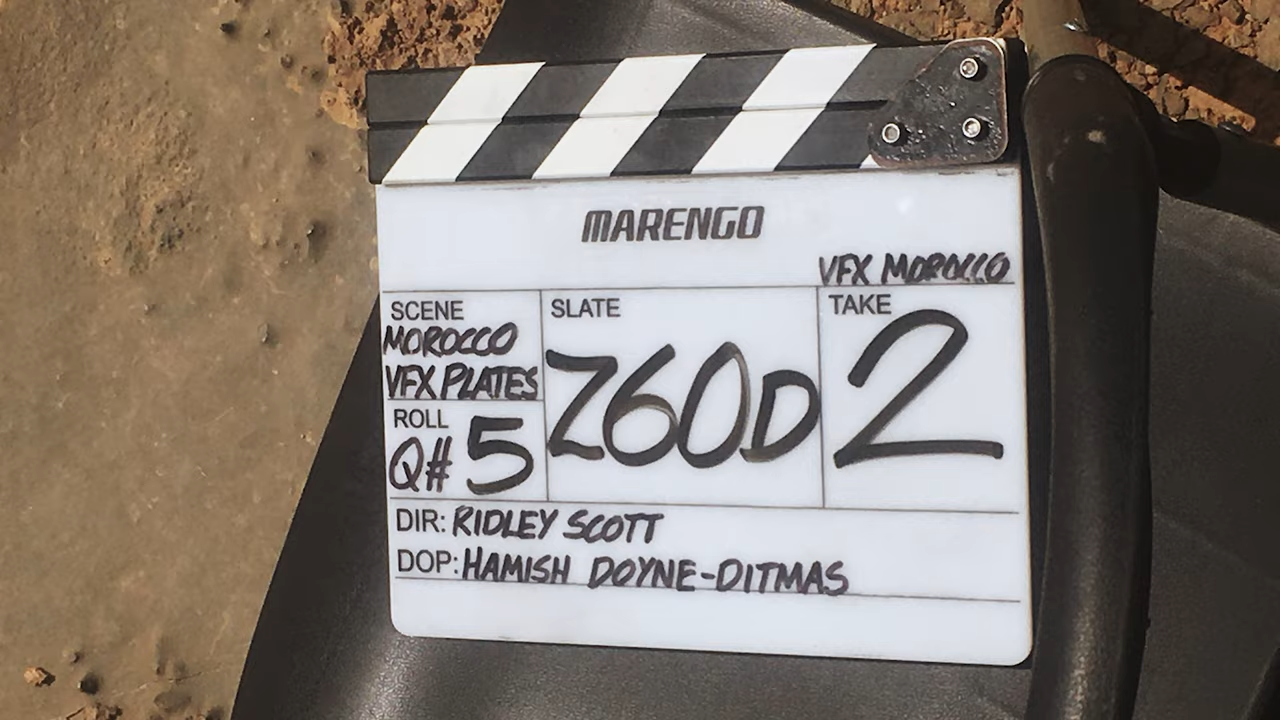 MARENGO
VFX MOROCCO
SCENE
MOROCCO
VFX PLATES
SLATE
Z60D
TAKE
2
ROLL
Q# 5
DIR: RIDLEY SCOTT
DOP: HAMISH DOYNE-DITMAS